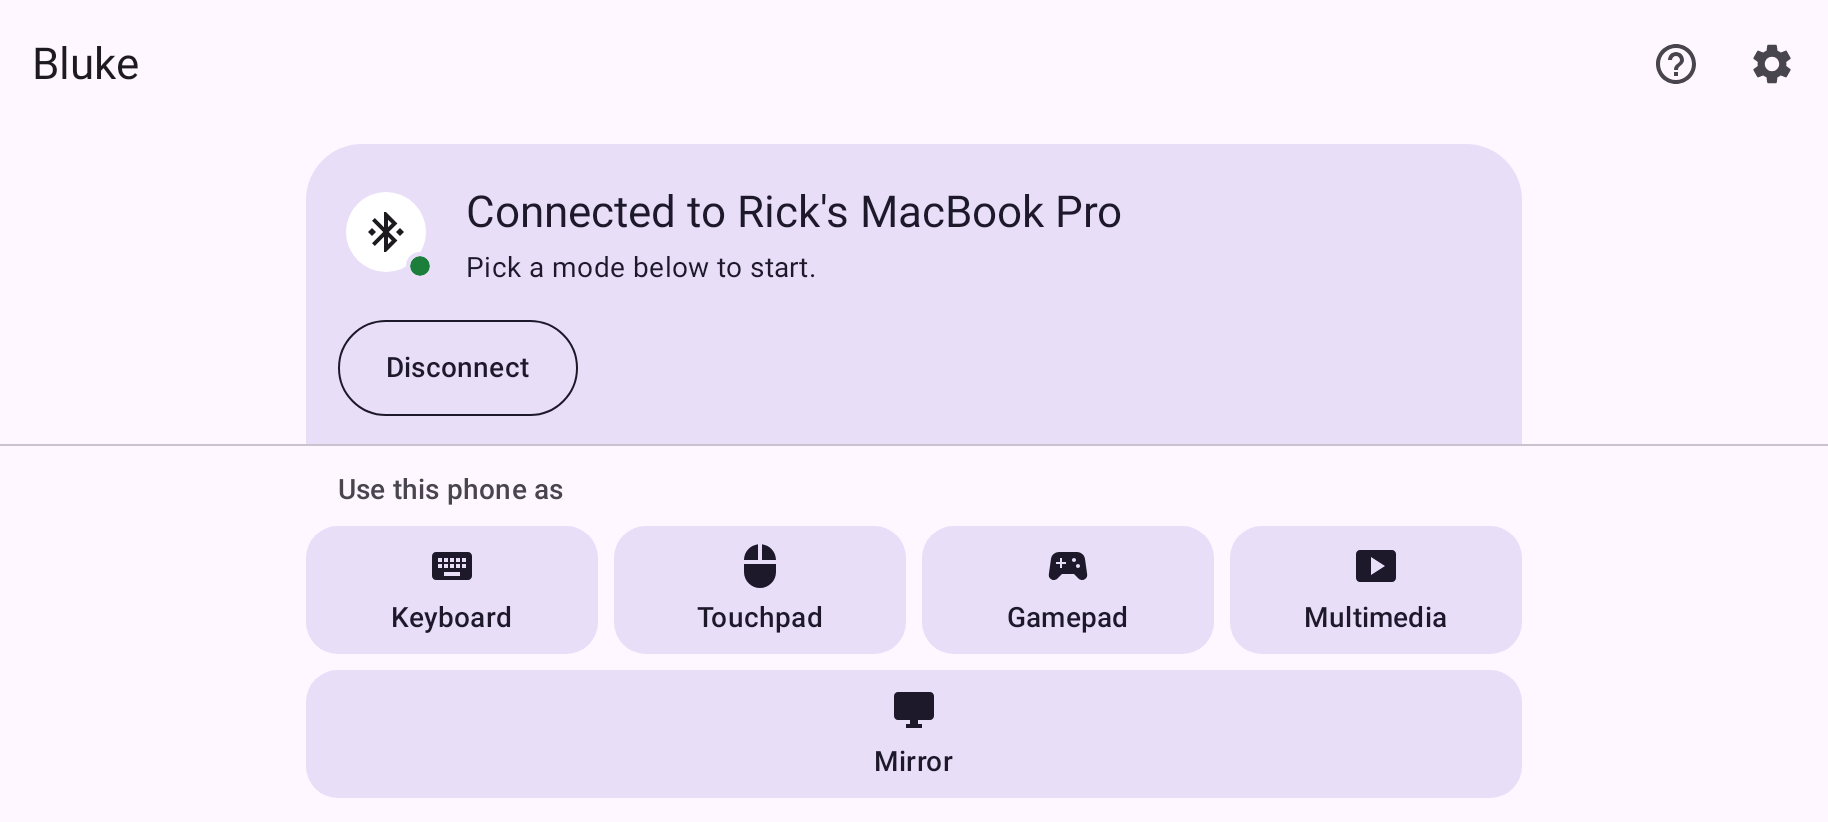 Bluke
Connected to Rick's MacBook Pro
Pick a mode below to start.
Disconnect
Use this phone as
Keyboard
Touchpad
Gamepad
Multimedia
Mirror